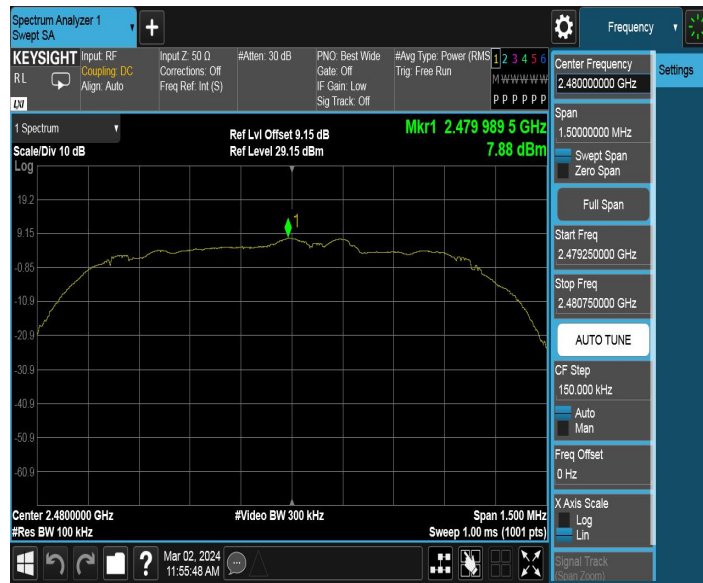 Spectrum Analyzer 1
Swept SA
Frequency
KEYSIGHT
RL
LXI
Input: RF
Coupling: DC
Align: Auto
Input Z: 50 Ω
Corrections: Off
Freq Ref: Int (S)
#Atten: 30 dB
PNO: Best Wide
Gate: Off
IF Gain: Low
Sig Track: Off
#Avg Type: Power (RMS
Trig: Free Run
1 2 3 4 5 6
M W W W W W
P P P P P P
Center Frequency
2.480000000 GHz
Settings
Span
1.50000000 MHz
Swept Span
Zero Span
Full Span
Start Freq
2.479250000 GHz
Stop Freq
2.480750000 GHz
AUTO TUNE
CF Step
150.000 kHz
Auto
Man
Freq Offset
0 Hz
X Axis Scale
Log
Lin
Signal Track
(Span Zoom)
1 Spectrum
Scale/Div 10 dB
Log
Ref Lvl Offset 9.15 dB
Ref Level 29.15 dBm
Mkr1 2.479 989 5 GHz
7.88 dBm
1
19.2
9.15
-0.85
-10.9
-20.9
-30.9
-40.9
-50.9
-60.9
Center 2.4800000 GHz
#Res BW 100 kHz
#Video BW 300 kHz
Span 1.500 MHz
Sweep 1.00 ms (1001 pts)
?
Mar 02, 2024
11:55:48 AM